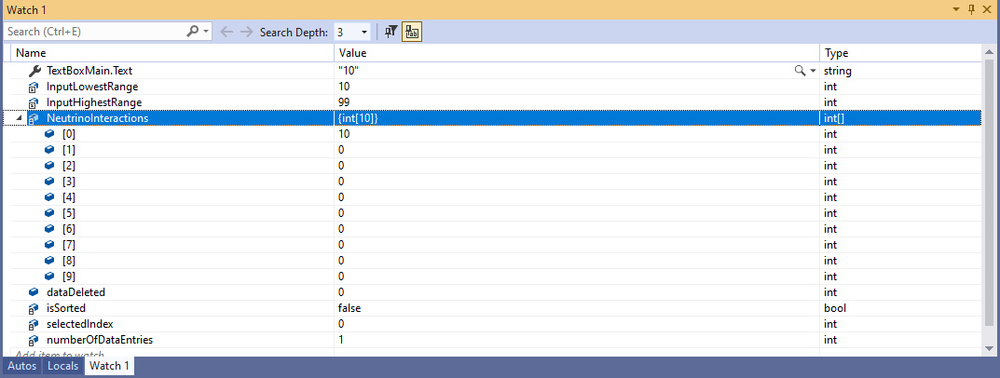 Watch 1
Search (Ctrl+E) Search Depth: 3
Name Value Type
TextBoxMain.Text "10" string
InputLowestRange 10 int
InputHighestRange 99 int
NeutrinoInteractions {int[10]} int[]
[0] 10 int
[1] 0 int
[2] 0 int
[3] 0 int
[4] 0 int
[5] 0 int
[6] 0 int
[7] 0 int
[8] 0 int
[9] 0 int
dataDeleted 0 int
isSorted false bool
selectedIndex 0 int
numberOfDataEntries 1 int
Add item to watch
Autos Locals Watch 1